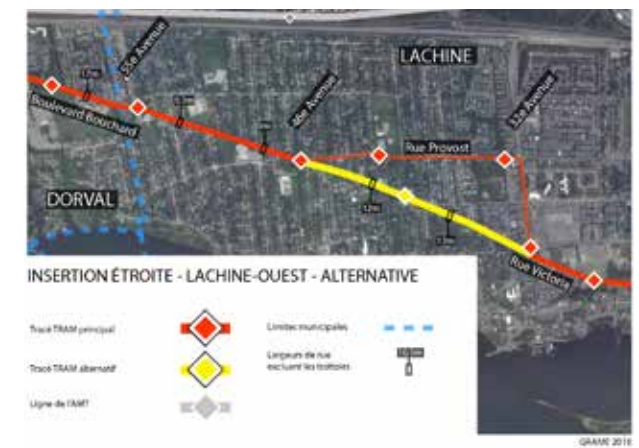 LACHINE
55e Avenue
Boulevard Bouchard
46e Avenue
32e Avenue
Rue Provost
DORVAL
Rue Victoria
INSERTION ÉTROITE - LACHINE-OUEST - ALTERNATIVE
Tracé TRAM principal
Limites municipales
Tracé TRAM alternatif
Largeurs de rue
excluant les trottoirs
Ligne de l'AMT
GRAME 2016